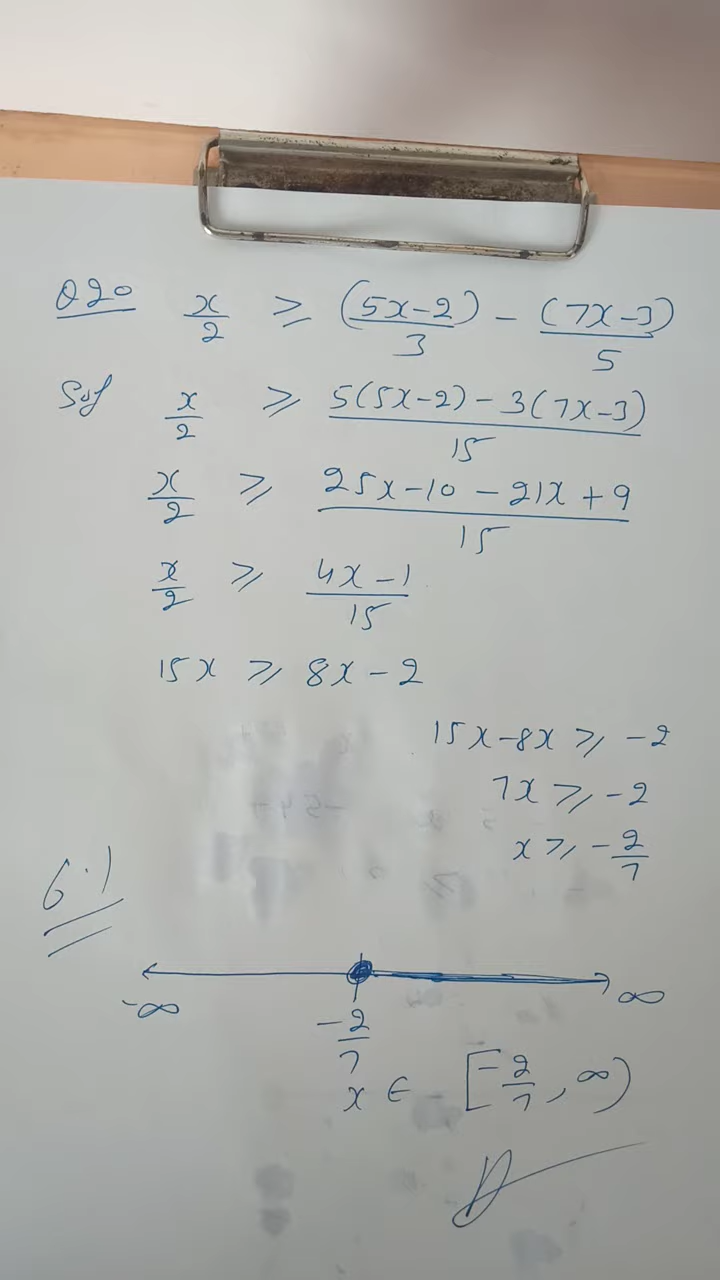 Q20 x/2 ≥ (5x-2)/3 - (7x-3)/5
Sol x/2 ≥ 5(5x-2) - 3(7x-3)/15
x/2 ≥ 25x-10-21x+9/15
x/2 ≥ 4x-1/15
15x ≥ 8x-2
15x-8x ≥ -2
7x ≥ -2
x ≥ -2/7
6.1
-∞ -2/7 ∞
x ∈ [-2/7, ∞)